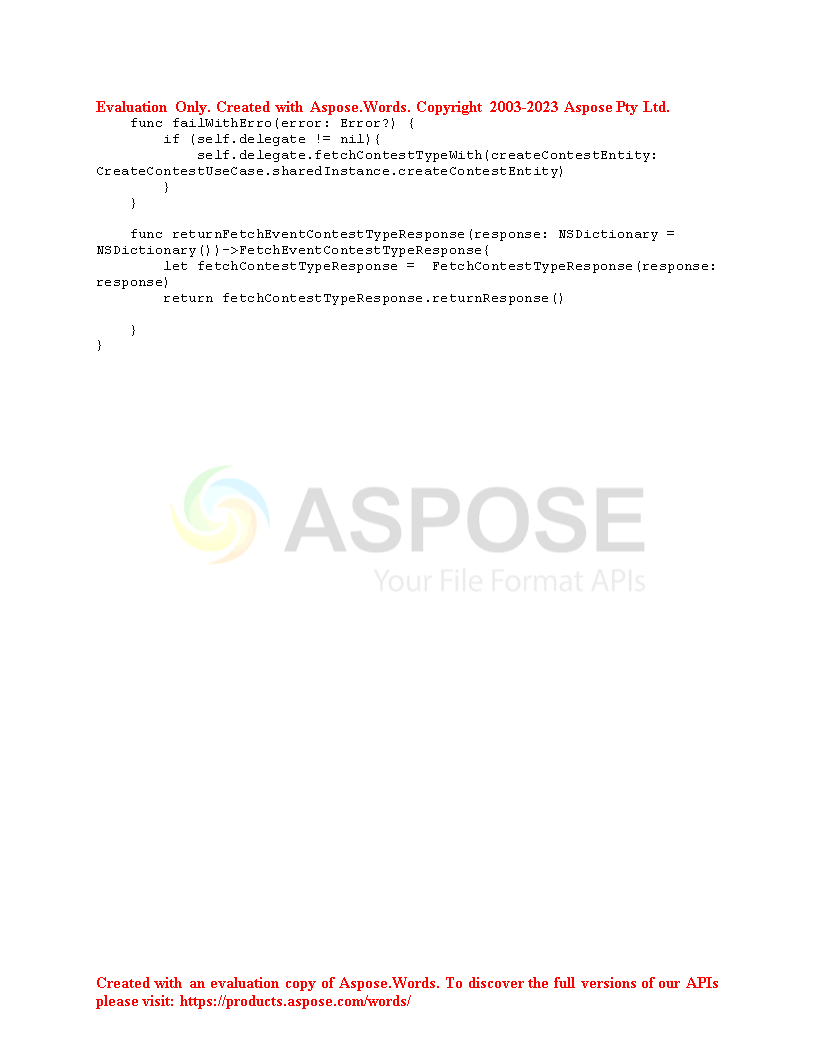 Evaluation Only. Created with Aspose.Words. Copyright 2003-2023 Aspose Pty Ltd.
    func failWithErro(error: Error?) {
        if (self.delegate != nil){
            self.delegate.fetchContestTypeWith(createContestEntity:
CreateContestUseCase.sharedInstance.createContestEntity)
        }
    }

    func returnFetchEventContestTypeResponse(response: NSDictionary =
NSDictionary())->FetchEventContestTypeResponse{
        let fetchContestTypeResponse =  FetchContestTypeResponse(response:
response)
        return fetchContestTypeResponse.returnResponse()

    }
}
ASPOSE
Your File Format APIs
Created with an evaluation copy of Aspose.Words. To discover the full versions of our APIs
please visit: https://products.aspose.com/words/